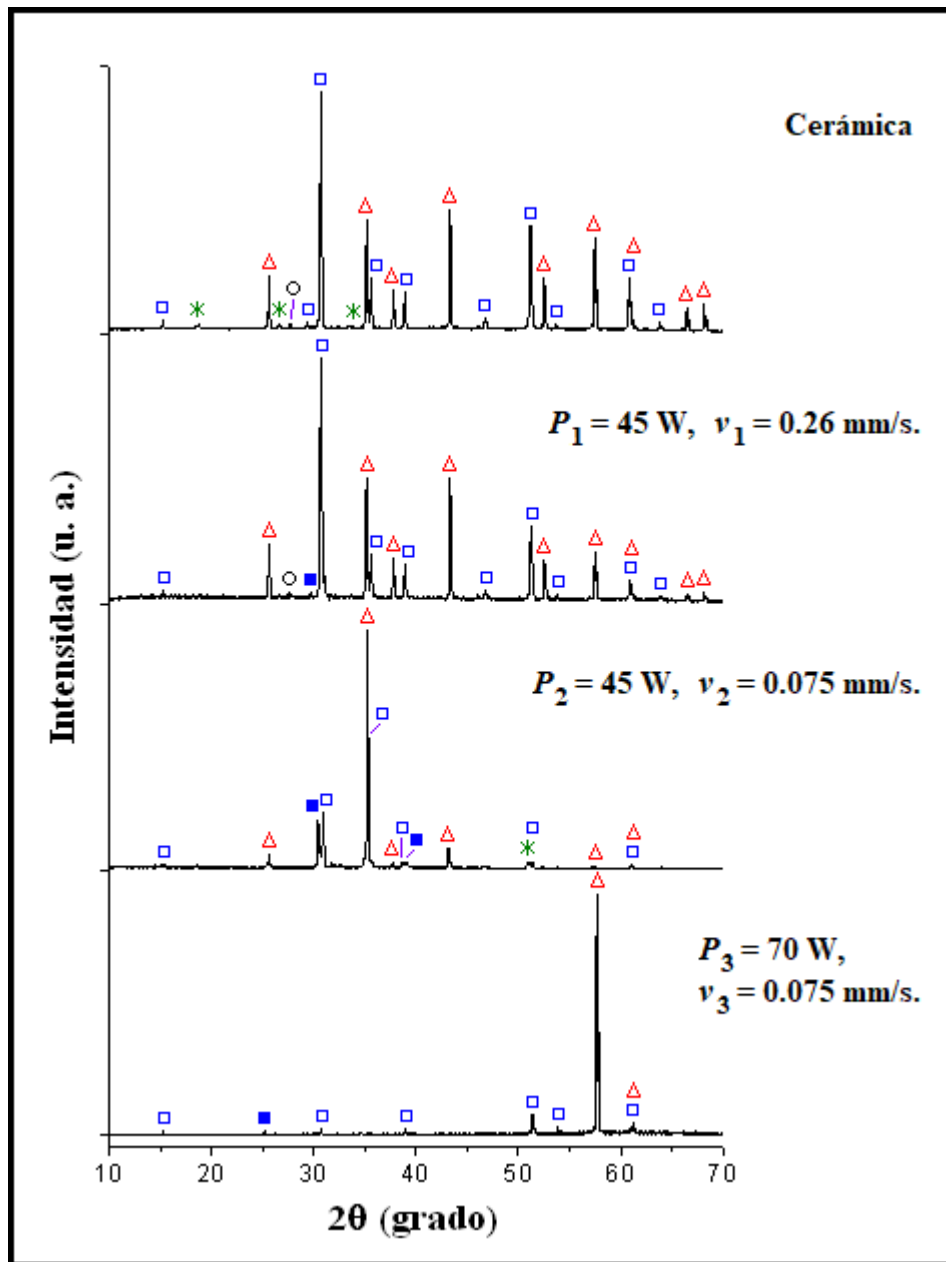 Cerámica
P1 = 45 W, v1 = 0.26 mm/s.
P2 = 45 W, v2 = 0.075 mm/s.
P3 = 70 W,
v3 = 0.075 mm/s.
Intensidad (u. a.)
10 20 30 40 50 60 70
2θ (grado)